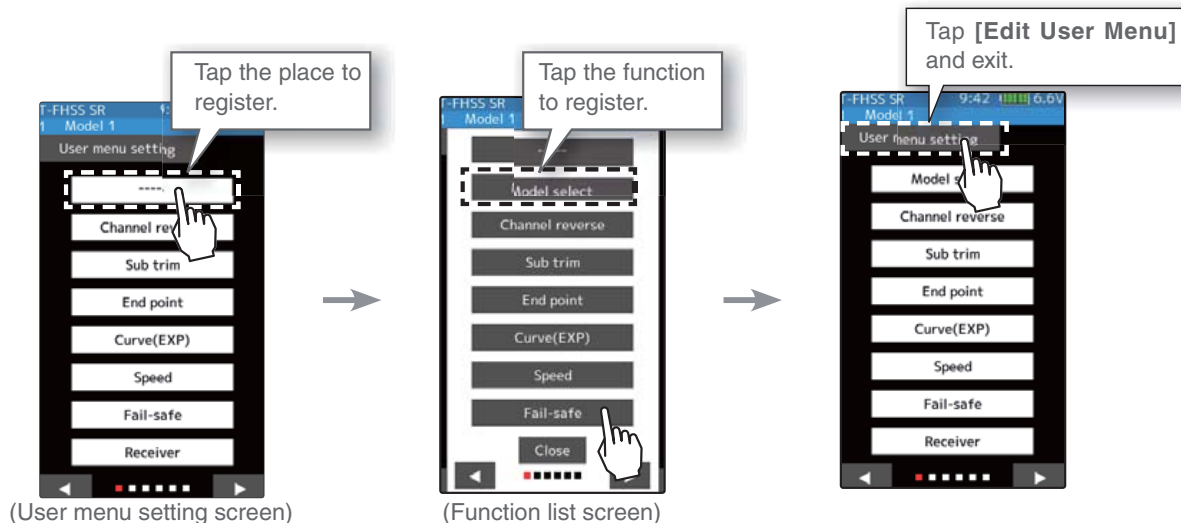 Tap the place to
register.
T-FHSS SR
1 Model 1
User menu setting
----
Channel rev
Sub trim
End point
Curve(EXP)
Speed
Fail-safe
Receiver
(User menu setting screen)
Tap the function
to register.
T-FHSS SR
Model 1
Model select
Channel reverse
Sub trim
End point
Curve(EXP)
Speed
Fail-safe
Close
(Function list screen)
Tap [Edit User Menu]
and exit.
T-FHSS SR 9:42 6.6V
Model 1
User menu setting
Model s
Channel reverse
Sub trim
End point
Curve(EXP)
Speed
Fail-safe
Receiver